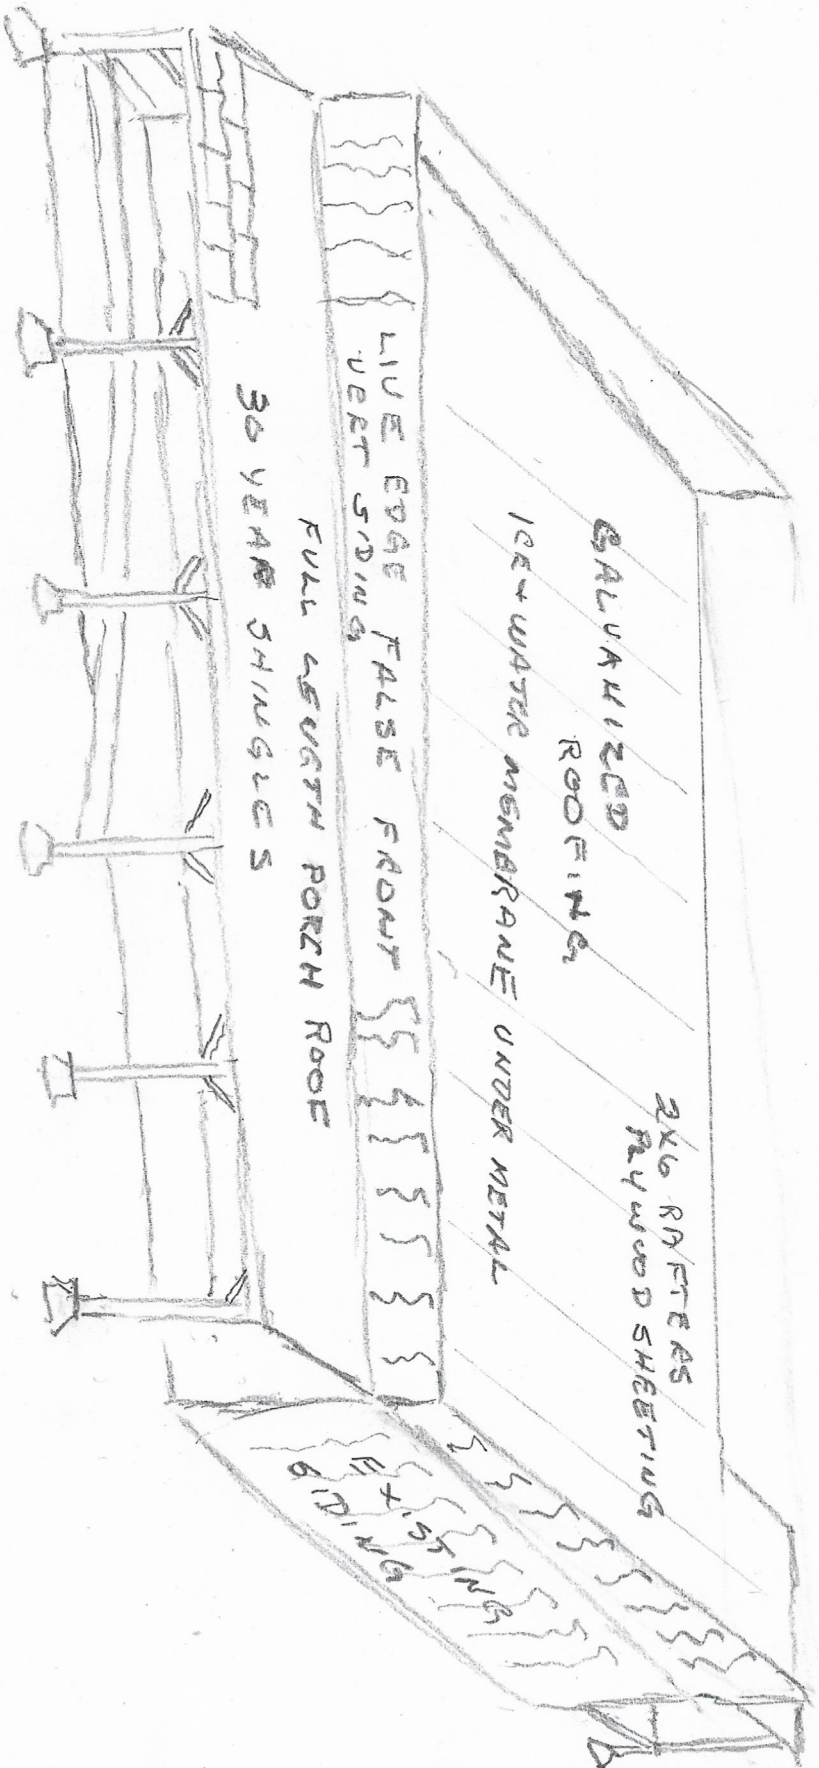 GALVANIZED
ROOFING
2X6 RAFTERS
PLYWOOD SHEETING
ICE + WATER MEMBRANE UNDER METAL
LIVE EDGE FALSE FRONT
VERT SIDING
FULL LENGTH PORCH ROOF
30 YEAR SHINGLES
EXISTING
SIDING